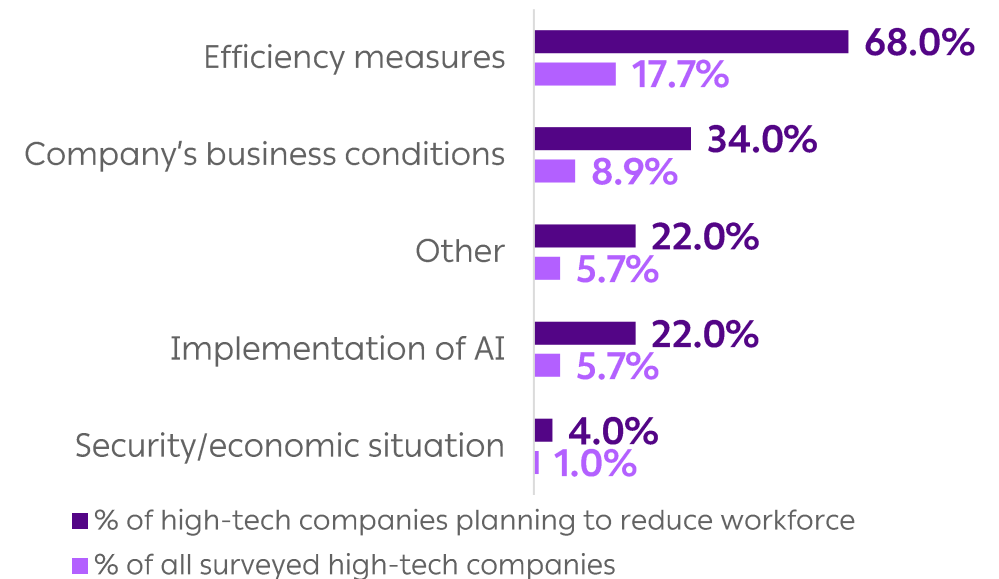 Efficiency measures
68.0%
17.7%
Company’s business conditions
34.0%
8.9%
Other
22.0%
5.7%
Implementation of AI
22.0%
5.7%
Security/economic situation
4.0%
1.0%
% of high-tech companies planning to reduce workforce
% of all surveyed high-tech companies